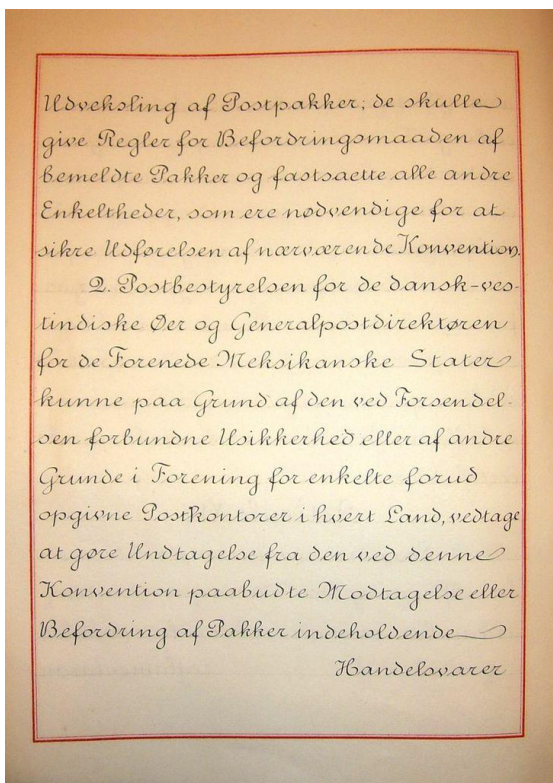 Udveksling af Postpakker; de skulle
give Regler for Befordringsmaaden af
bemeldte Pakker og fastsaette alle andre
Enkeltheder, som ere nødvendige for at
sikre Udførelsen af nærværende Konvention.
2. Postbestyrelsen for de dansk-ves-
tindiske Øer og Generalpostdirektøren
for de Forenede Meksikanske Stater
kunne paa Grund af den ved Forsendel-
sen forbundne Usikkerhed eller af andre
Grunde i Forening for enkelte forud
opgivne Postkontorer i hvert Land, vedtage
at gøre Undtagelse fra den ved denne
Konvention paabudte Modtagelse eller
Befordring af Pakker indeholdende
Handelsvarer